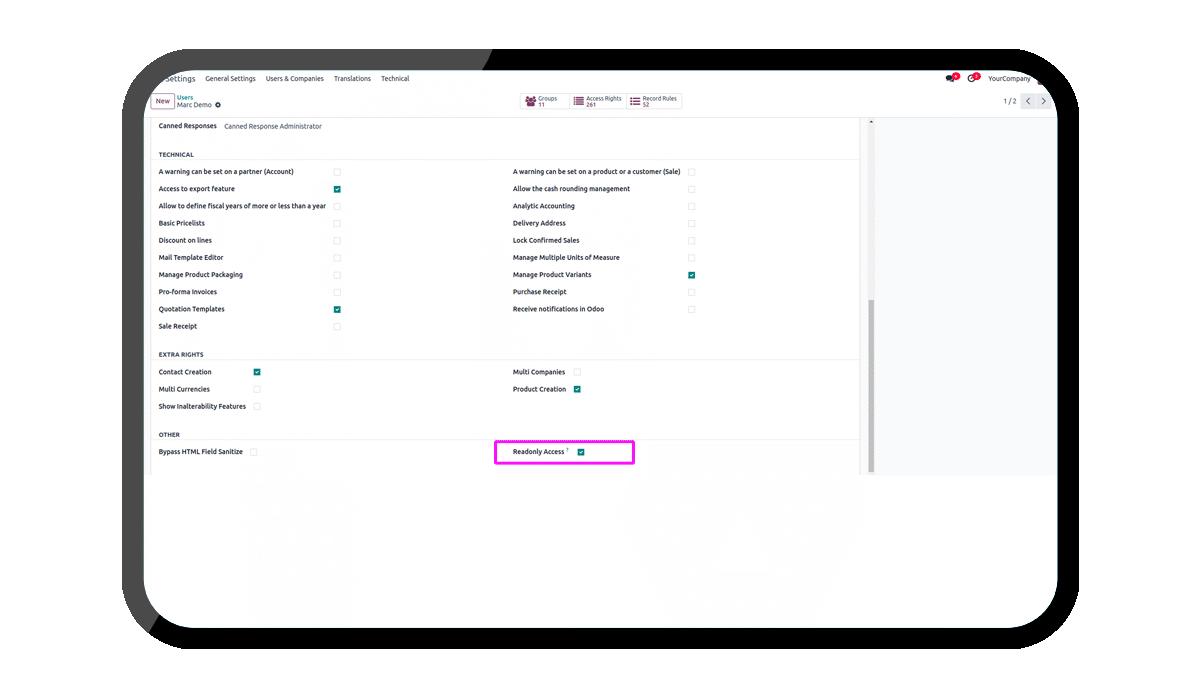 Settings General Settings Users & Companies Translations Technical YourCompany
New Users Marc Demo Groups 11 Access Rights 261 Record Rules 52 1 / 2
Canned Responses Canned Response Administrator
TECHNICAL
A warning can be set on a partner (Account) A warning can be set on a product or a customer (Sale)
Access to export feature Allow the cash rounding management
Allow to define fiscal years of more or less than a year Analytic Accounting
Basic Pricelists Delivery Address
Discount on lines Lock Confirmed Sales
Mail Template Editor Manage Multiple Units of Measure
Manage Product Packaging Manage Product Variants
Pro-forma Invoices Purchase Receipt
Quotation Templates Receive notifications in Odoo
Sale Receipt
EXTRA RIGHTS
Contact Creation Multi Companies
Multi Currencies Product Creation
Show Inalterability Features
OTHER
Bypass HTML Field Sanitize Readonly Access ?